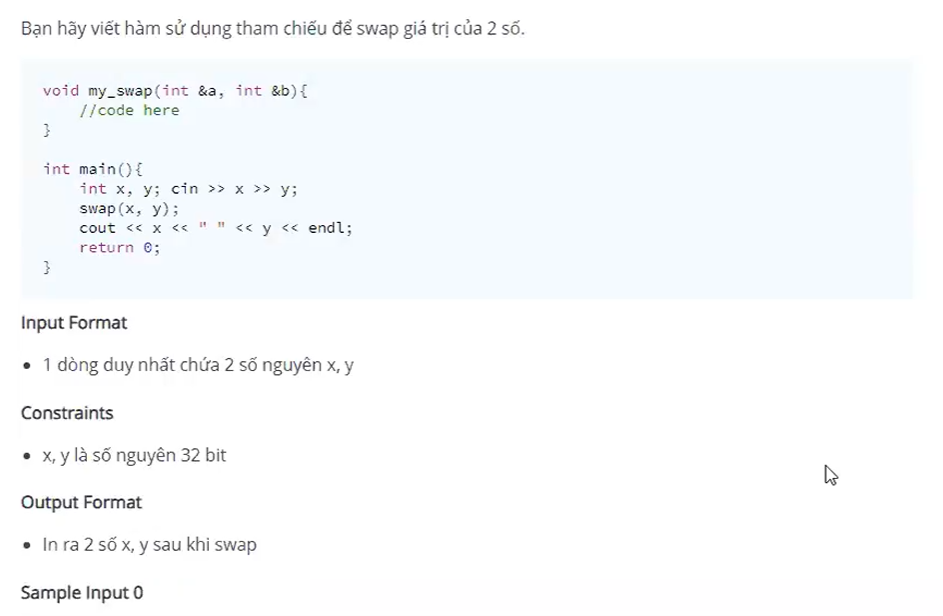 Bạn hãy viết hàm sử dụng tham chiếu để swap giá trị của 2 số.
void my_swap(int &a, int &b){
    //code here
}
int main(){
    int x, y; cin >> x >> y;
    swap(x, y);
    cout << x << " " << y << endl;
    return 0;
}
Input Format
• 1 dòng duy nhất chứa 2 số nguyên x, y
Constraints
• x, y là số nguyên 32 bit
Output Format
• In ra 2 số x, y sau khi swap
Sample Input 0